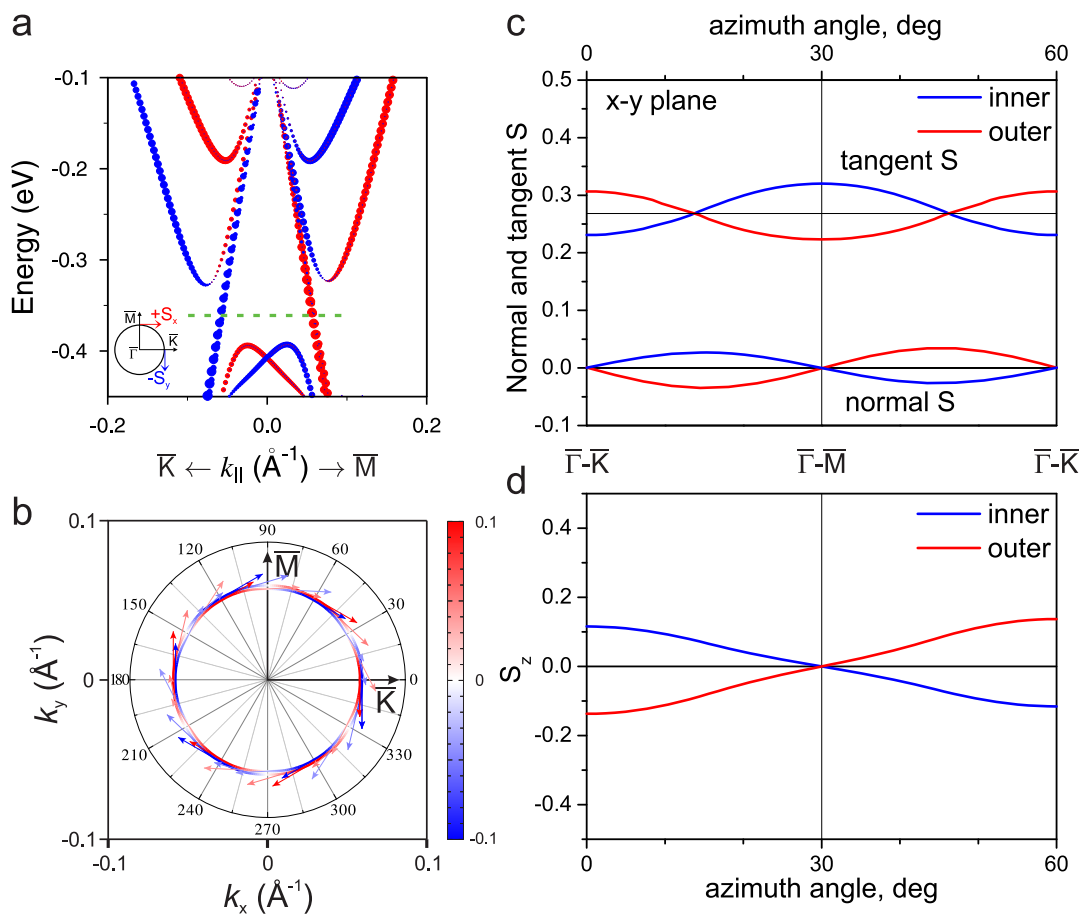 a
-0.1
-0.2
-0.3
-0.4
Energy (eV)
M̅
+Sₓ
Γ̅
K̅
-Sᵧ
-0.2
0.0
0.2
K̅ ← k|| (Å⁻¹) → M̅
b
0.1
0
-0.1
k_y (Å⁻¹)
90
120
60
150
30
180
0
210
330
240
300
270
M̅
K̅
-0.1
0
0.1
kₓ (Å⁻¹)
0.1
0
-0.1
c
azimuth angle, deg
0
30
60
0.5
0.4
0.3
0.2
0.1
0.0
-0.1
Normal and tangent S
x-y plane
inner
outer
tangent S
normal S
Γ̅-K̅
Γ̅-M̅
Γ̅-K̅
d
0.4
0.2
0.0
-0.2
-0.4
S_z
inner
outer
0
30
60
azimuth angle, deg